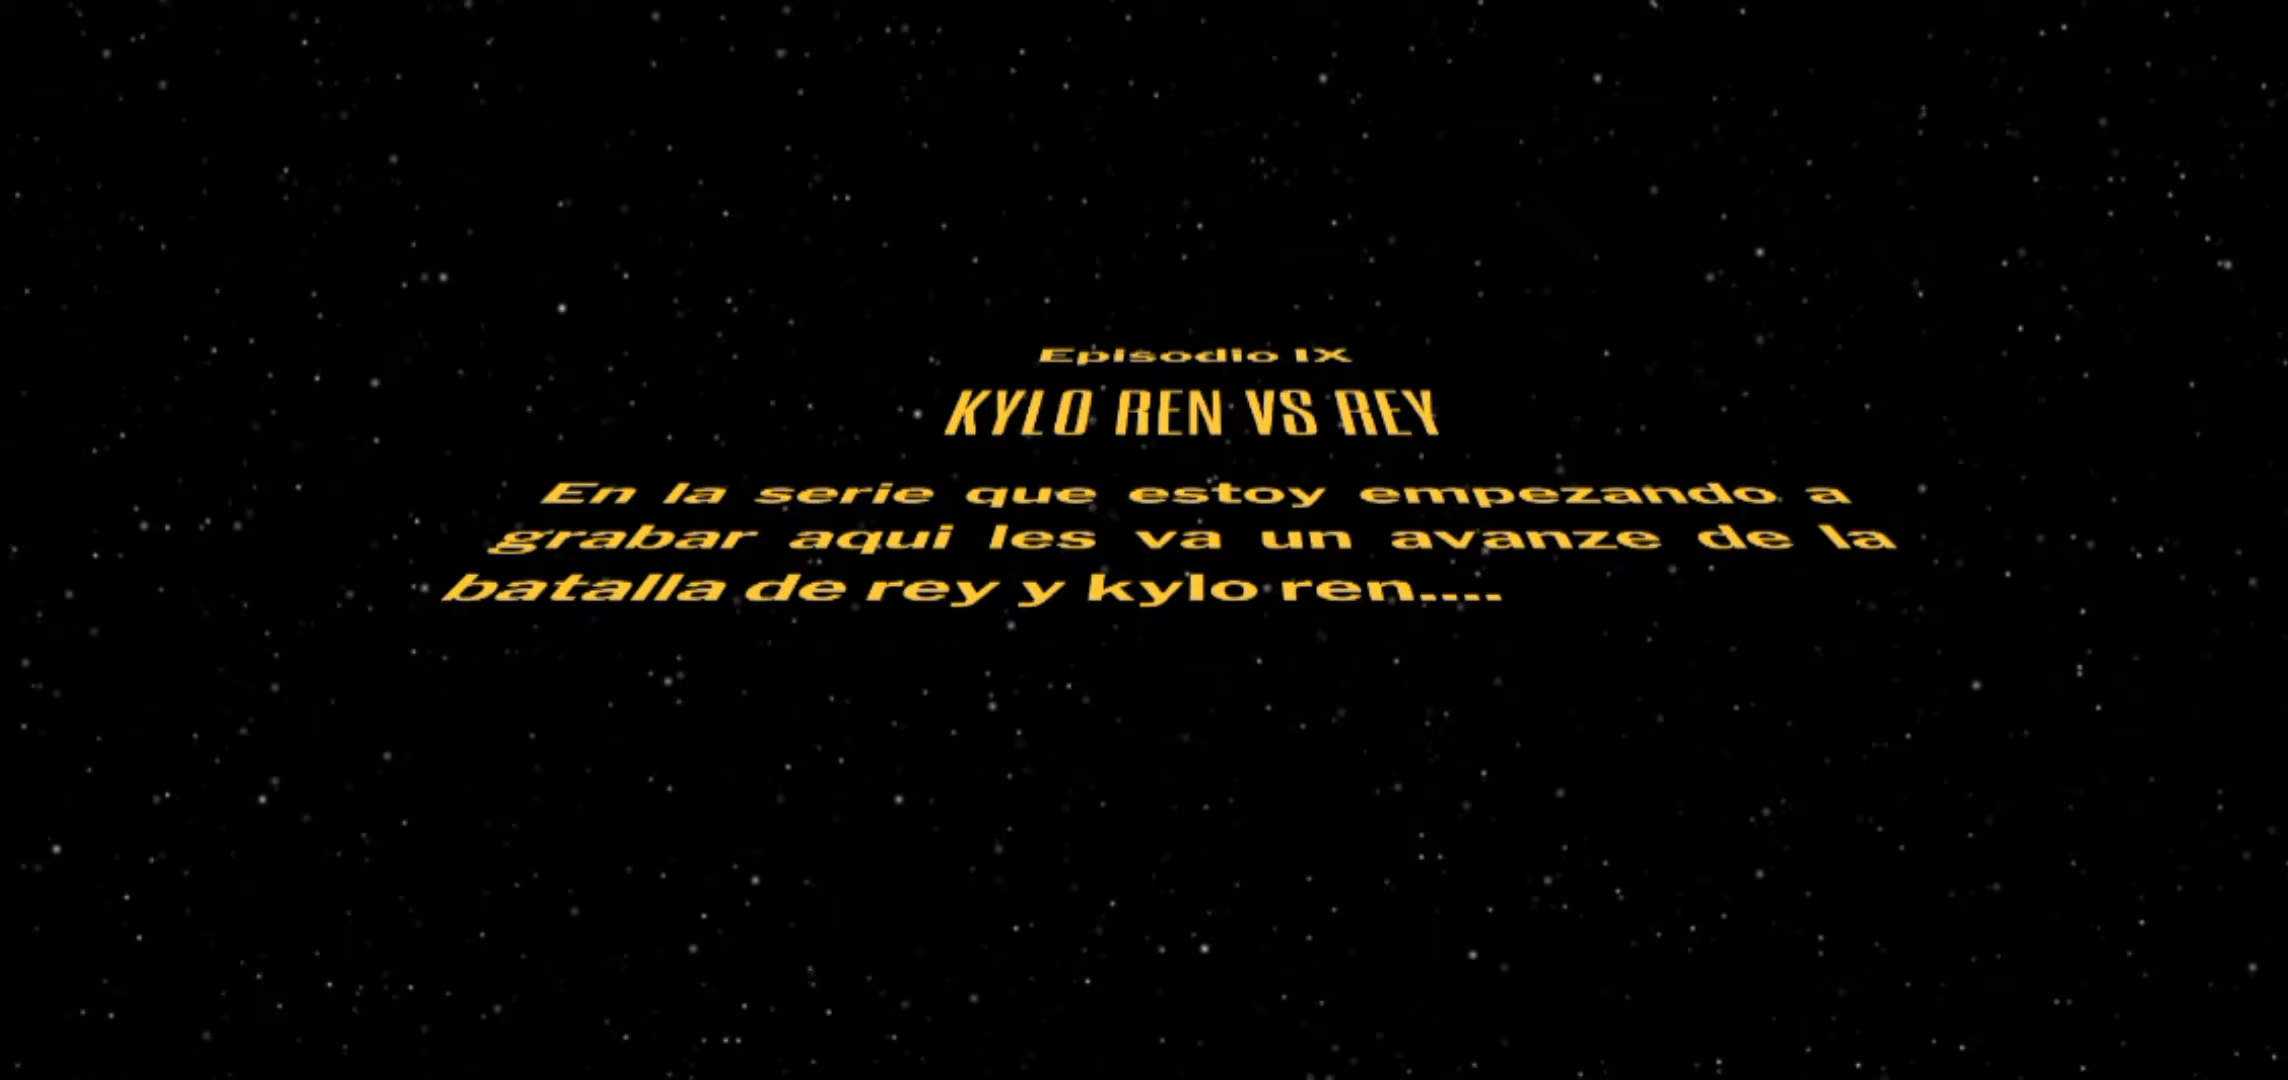 Episodio IX
KYLO REN VS REY
En la serie que estoy empezando a
grabar aqui les va un avanze de la
batalla de rey y kylo ren....